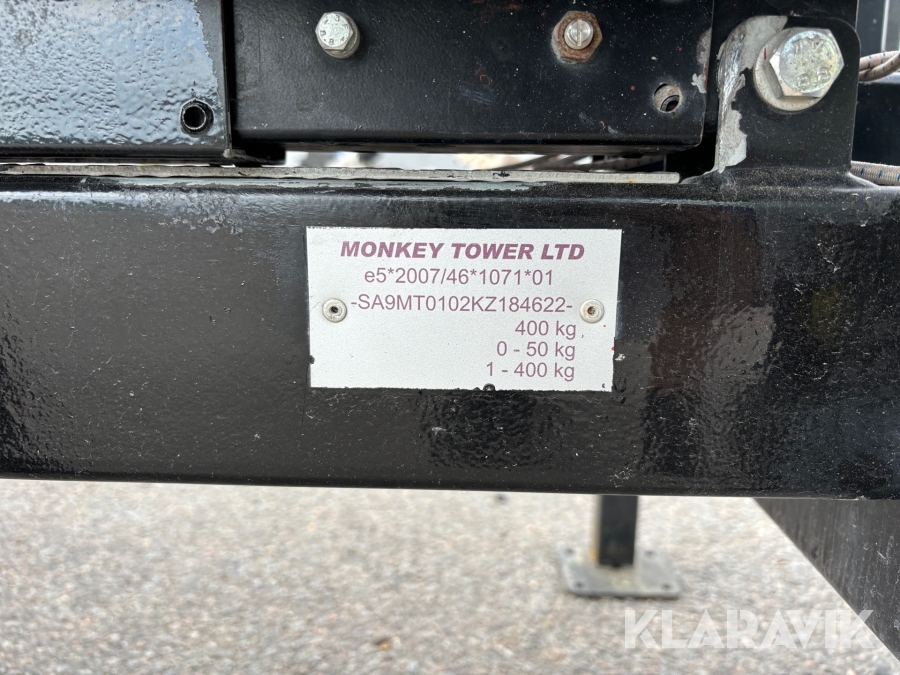 MONKEY TOWER LTD
e5*2007/46*1071*01
-SA9MT0102KZ184622-
400 kg
0 - 50 kg
1 - 400 kg
KLARAVIK